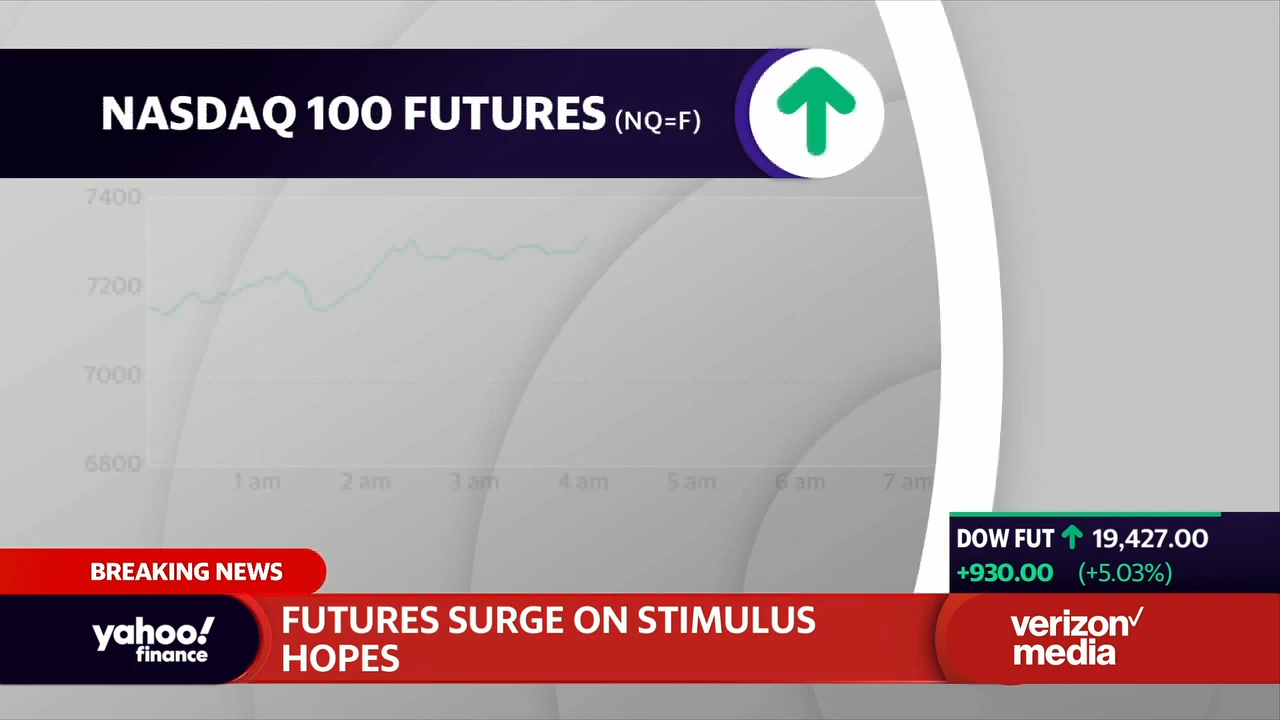 NASDAQ 100 FUTURES (NQ=F)
7400
7200
7000
6800
1 am 2 am 3 am 4 am 5 am 6 am 7 am
DOW FUT 19,427.00
+930.00 (+5.03%)
BREAKING NEWS
yahoo!
finance
FUTURES SURGE ON STIMULUS
HOPES
verizon
media